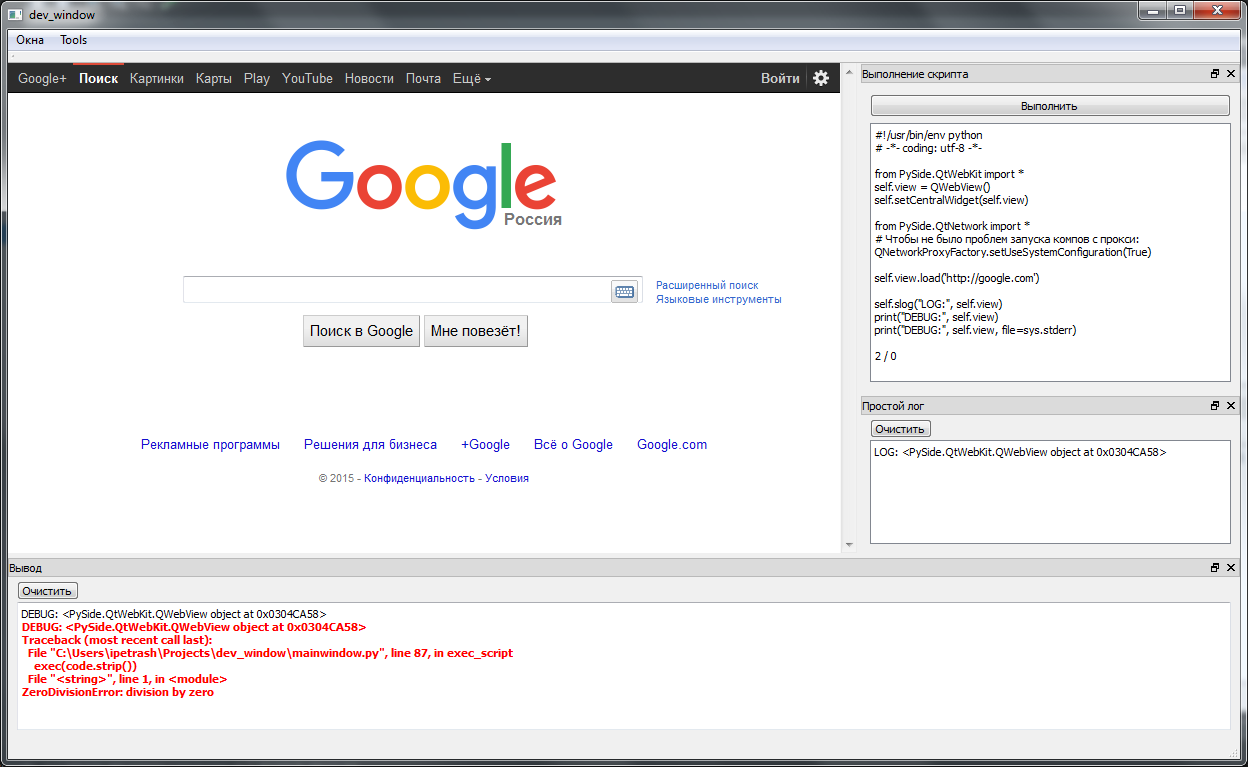 dev_window
Окна Tools
Google+ Поиск Картинки Карты Play YouTube Новости Почта Ещё Войти
Google
Россия
Расширенный поиск
Языковые инструменты
Поиск в Google Мне повезёт!
Рекламные программы Решения для бизнеса +Google Всё о Google Google.com
© 2015 - Конфиденциальность - Условия
Выполнение скрипта
Выполнить
#!/usr/bin/env python
# -*- coding: utf-8 -*-
from PySide.QtWebKit import *
self.view = QWebView()
self.setCentralWidget(self.view)
from PySide.QtNetwork import *
# Чтобы не было проблем запуска компов с прокси:
QNetworkProxyFactory.setUseSystemConfiguration(True)
self.view.load('http://google.com')
self.slog("LOG:", self.view)
print("DEBUG:", self.view)
print("DEBUG:", self.view, file=sys.stderr)
2 / 0
Простой лог
Очистить
LOG: <PySide.QtWebKit.QWebView object at 0x0304CA58>
Вывод
Очистить
DEBUG: <PySide.QtWebKit.QWebView object at 0x0304CA58>
DEBUG: <PySide.QtWebKit.QWebView object at 0x0304CA58>
Traceback (most recent call last):
File "C:\Users\ipetrash\Projects\dev_window\mainwindow.py", line 87, in exec_script
exec(code.strip())
File "<string>", line 1, in <module>
ZeroDivisionError: division by zero